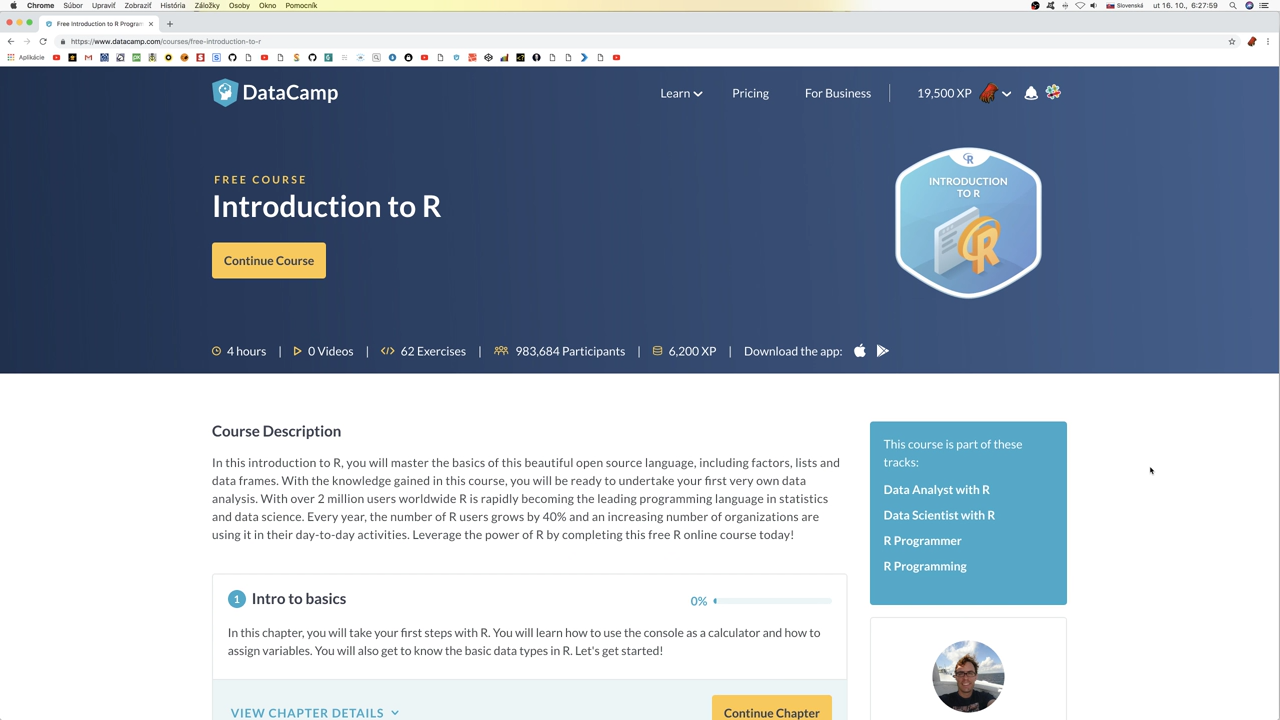 Chrome Súbor Upraviť Zobraziť História Záložky Osoby Okno Pomocník
Slovenská ut 16. 10., 6:27:59
Free Introduction to R Program
https://www.datacamp.com/courses/free-introduction-to-r
Aplikácie
DataCamp
Learn Pricing For Business 19,500 XP
FREE COURSE
Introduction to R
Continue Course
R
INTRODUCTION
TO R
R
4 hours | 0 Videos | 62 Exercises | 983,684 Participants | 6,200 XP | Download the app:
Course Description
In this introduction to R, you will master the basics of this beautiful open source language, including factors, lists and
data frames. With the knowledge gained in this course, you will be ready to undertake your first very own data
analysis. With over 2 million users worldwide R is rapidly becoming the leading programming language in statistics
and data science. Every year, the number of R users grows by 40% and an increasing number of organizations are
using it in their day-to-day activities. Leverage the power of R by completing this free R online course today!
This course is part of these
tracks:
Data Analyst with R
Data Scientist with R
R Programmer
R Programming
1 Intro to basics 0%
In this chapter, you will take your first steps with R. You will learn how to use the console as a calculator and how to
assign variables. You will also get to know the basic data types in R. Let's get started!
VIEW CHAPTER DETAILS
Continue Chapter